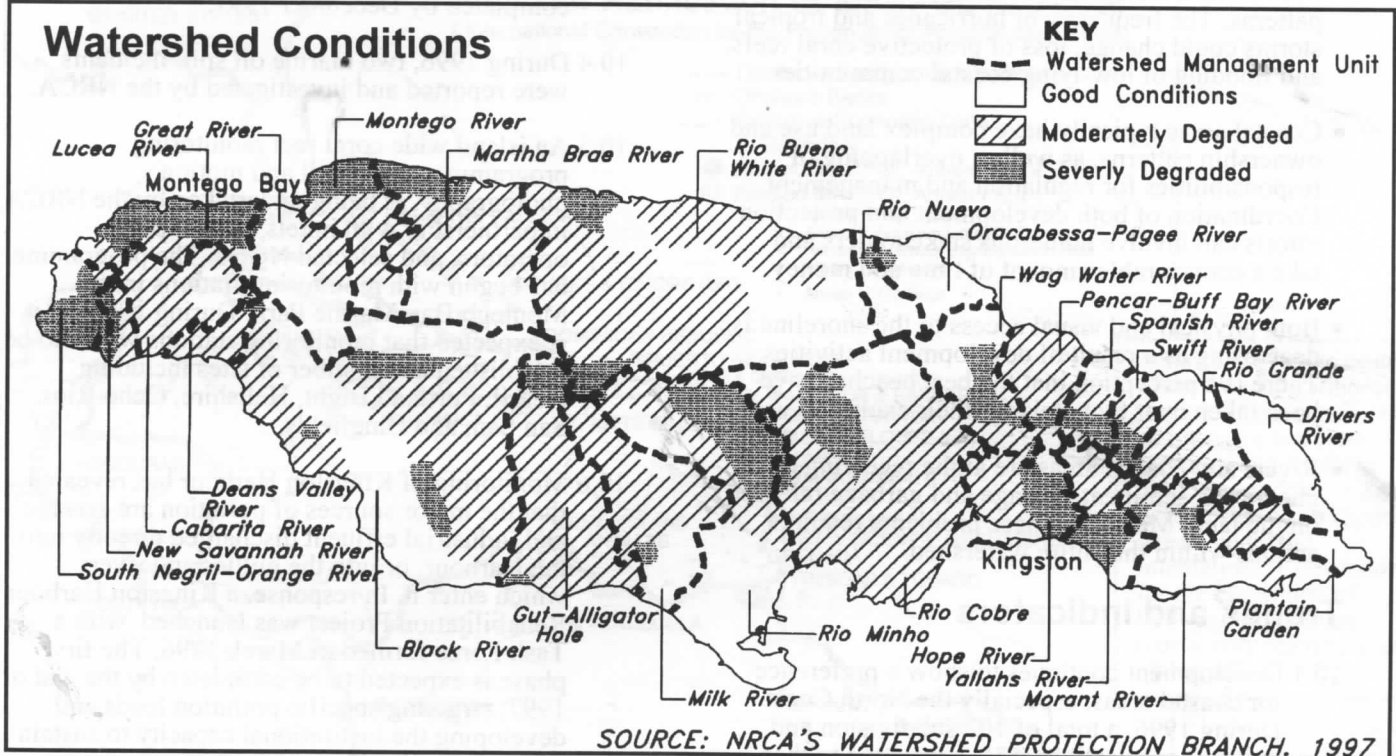 Watershed Conditions
KEY
Watershed Managment Unit
Good Conditions
Moderately Degraded
Severly Degraded
Great River
Lucea River
Montego River
Montego Bay
Martha Brae River
Rio Bueno
White River
Rio Nuevo
Oracabessa-Pagee River
Wag Water River
Pencar-Buff Bay River
Spanish River
Swift River
Rio Grande
Drivers
River
Deans Valley
River
Cabarita River
New Savannah River
South Negril-Orange River
Gut-Alligator
Hole
Black River
Milk River
Rio Minho
Rio Cobre
Kingston
Hope River
Yallahs River
Morant River
Plantain-
Garden
SOURCE: NRCA'S WATERSHED PROTECTION BRANCH, 1997